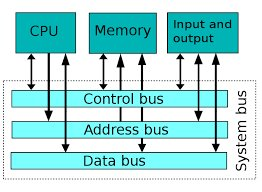 CPU
Memory
Input and
output
Control bus
Address bus
Data bus
System bus